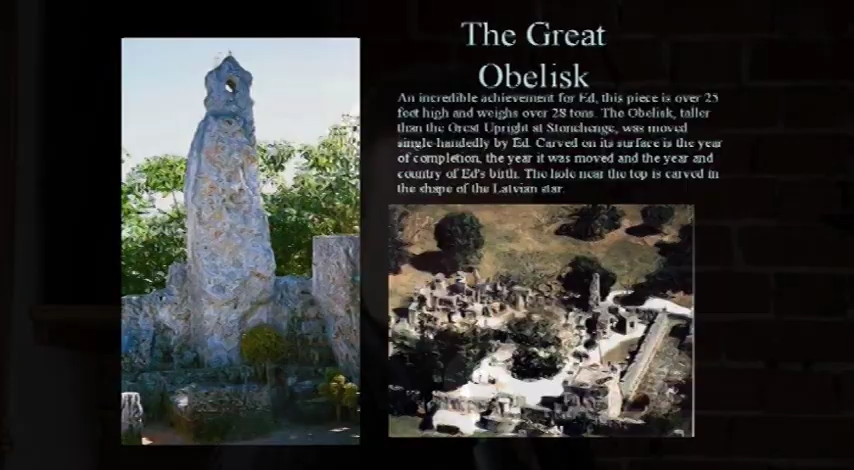 The Great
Obelisk
An incredible achievement for Ed, this piece is over 25
feet high and weighs over 28 tons. The Obelisk, taller
than the Great Upright at Stonehenge, was moved
single-handedly by Ed. Carved on its surface is the year
of completion, the year it was moved and the year and
country of Ed's birth. The hole near the top is carved in
the shape of the Latvian star.